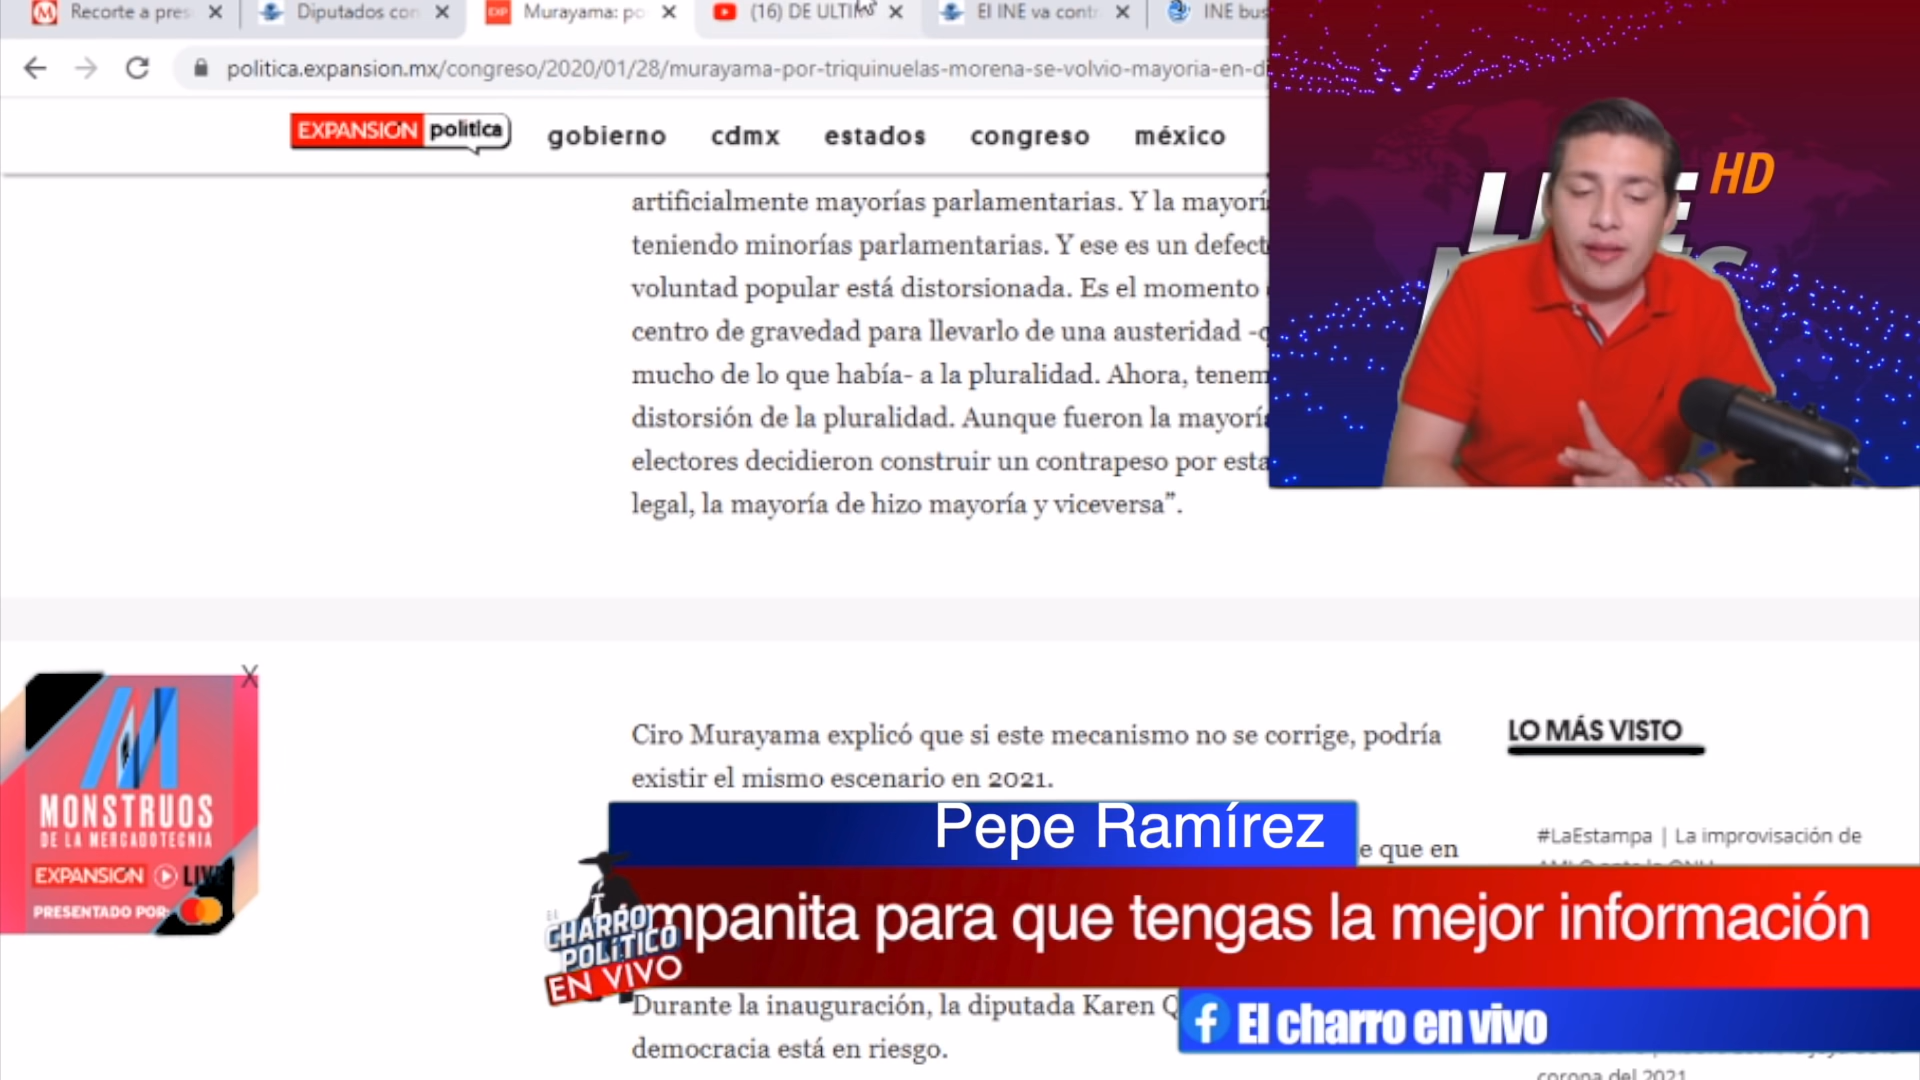 Recorte a pres
Diputados con
Murayama: po
(16) DE ULTIM
El INE va contr
INE bus
politica.expansion.mx/congreso/2020/01/28/murayama-por-triquinuelas-morena-se-volvio-mayoria-en-di
EXPANSIÓN política
gobierno cdmx estados congreso méxico
HD
artificialmente mayorías parlamentarias. Y la mayorí
teniendo minorías parlamentarias. Y ese es un defect
voluntad popular está distorsionada. Es el momento
centro de gravedad para llevarlo de una austeridad -q
mucho de lo que había- a la pluralidad. Ahora, tenem
distorsión de la pluralidad. Aunque fueron la mayorí
electores decidieron construir un contrapeso por esta
legal, la mayoría de hizo mayoría y viceversa”.
X
MONSTRUOS
DE LA MERCADOTECNIA
EXPANSIÓN LIVE
PRESENTADO POR:
Ciro Murayama explicó que si este mecanismo no se corrige, podría
existir el mismo escenario en 2021.
e que en
LO MÁS VISTO
#LaEstampa | La improvisación de
Pepe Ramírez
mpanita para que tengas la mejor información
EL CHARRO POLÍTICO
EN VIVO
Durante la inauguración, la diputada Karen Q
democracia está en riesgo.
El charro en vivo
corona del 2021